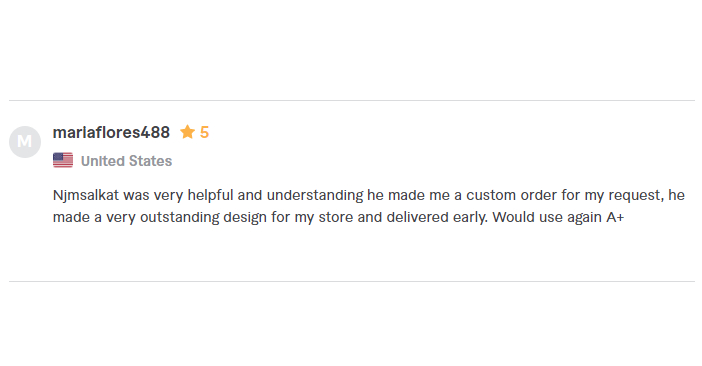 M
mariaflores488 ★ 5
United States
Njmsalkat was very helpful and understanding he made me a custom order for my request, he
made a very outstanding design for my store and delivered early. Would use again A+